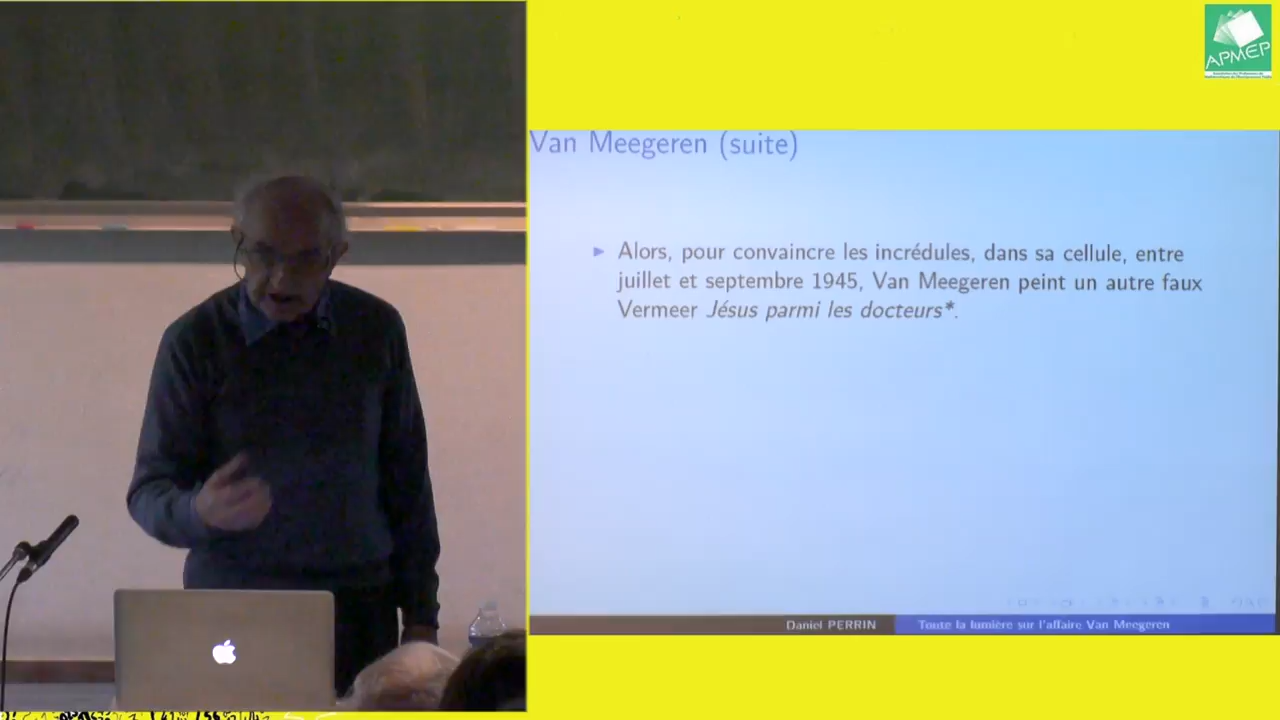 APMEP
Van Meegeren (suite)
Alors, pour convaincre les incrédules, dans sa cellule, entre
juillet et septembre 1945, Van Meegeren peint un autre faux
Vermeer Jésus parmi les docteurs*.
Daniel PERRIN
Toute la lumière sur l'affaire Van Meegeren